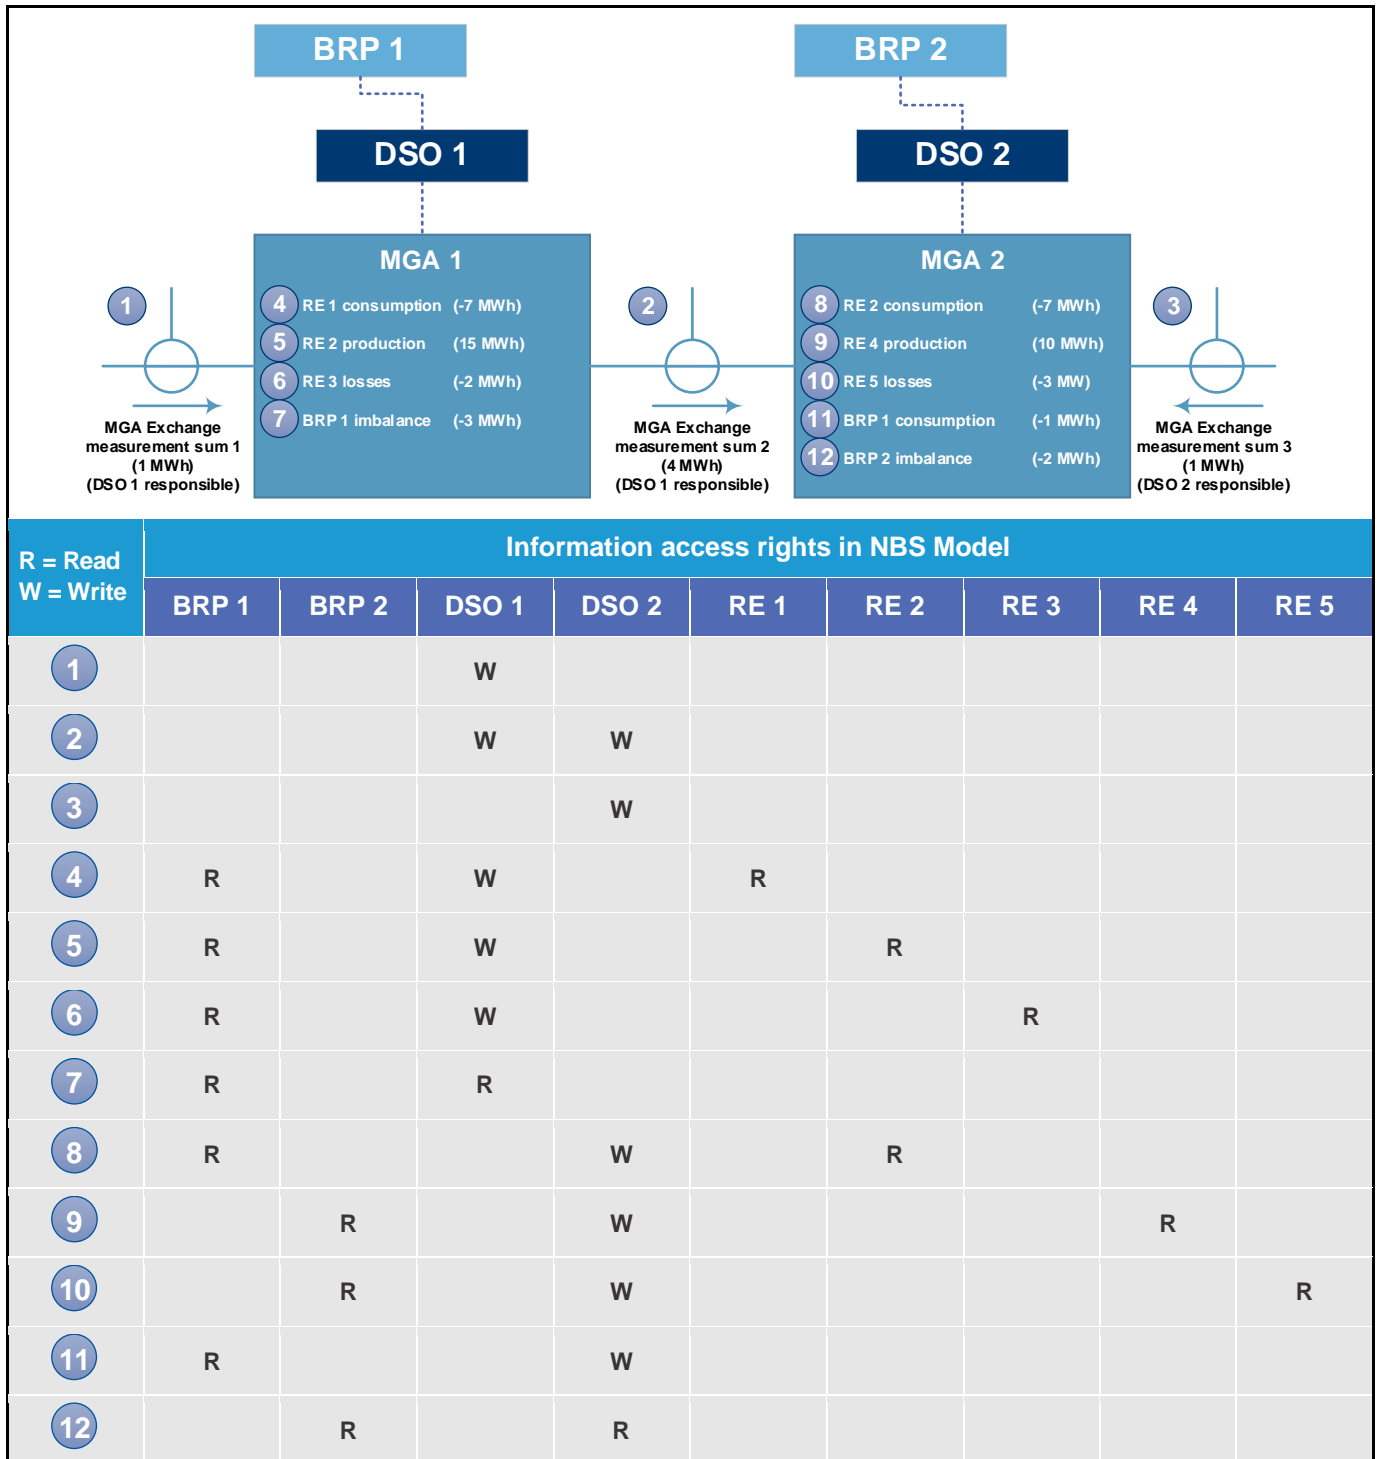 BRP 1
BRP 2
DSO 1
DSO 2
MGA 1
4 RE 1 consumption (-7 MWh)
5 RE 2 production (15 MWh)
6 RE 3 losses (-2 MWh)
7 BRP 1 imbalance (-3 MWh)
MGA 2
8 RE 2 consumption (-7 MWh)
9 RE 4 production (10 MWh)
10 RE 5 losses (-3 MW)
11 BRP 1 consumption (-1 MWh)
12 BRP 2 imbalance (-2 MWh)
1
MGA Exchange
measurement sum 1
(1 MWh)
(DSO 1 responsible)
2
MGA Exchange
measurement sum 2
(4 MWh)
(DSO 1 responsible)
3
MGA Exchange
measurement sum 3
(1 MWh)
(DSO 2 responsible)
R = Read
W = Write
Information access rights in NBS Model
BRP 1 BRP 2 DSO 1 DSO 2 RE 1 RE 2 RE 3 RE 4 RE 5
1 W
2 W W
3 W
4 R W R
5 R W R
6 R W R
7 R R
8 R W R
9 R W R
10 R W R
11 R W
12 R R